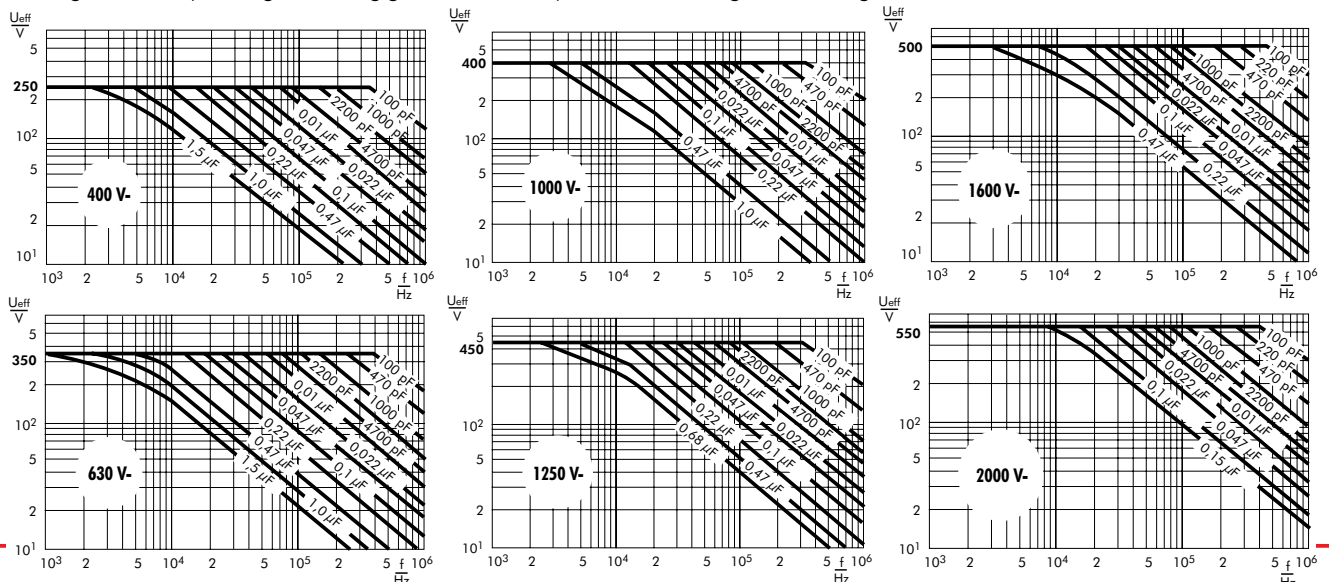 Ueff
V
5
250
2
10²
5
2
10¹
10³ 2 5 10⁴ 2 5 10⁵ 2 5 10⁶
f
Hz
400 V-
1.5 µF
1,0 µF
0,01 µF
0.047 µF
0,22 µF
0,47 µF
0,1 µF
0.022 µF
4700 pF
2200 pF
1000 pF
100 pF
Ueff
V
5
400
2
10²
5
2
10¹
10³ 2 5 10⁴ 2 5 10⁵ 2 5 10⁶
f
Hz
1000 V-
0,47 µF
1,0 µF
0,1 µF
0,22 µF
4700 pF
0.022 µF
0,01 µF
0,047 µF
1000 pF
2200 pF
470 pF
100 pF
Ueff
V
500
2
10²
5
2
10¹
10³ 2 5 10⁴ 2 5 10⁵ 2 5 10⁶
f
Hz
1600 V-
0,47 µF
0,22 µF
0,1 µF
0.047 µF
0,022 µF
0,01 µF
4700 pF
2200 pF
1000 pF
470 pF
220 pF
100 pF
Ueff
V
5
350
2
10²
5
2
10¹
10³ 2 5 10⁴ 2 5 10⁵ 2 5 10⁶
f
Hz
630 V-
1,5 µF
1,0 µF
0,47 µF
0,22 µF
0,1 µF
0.047 µF
0.022 µF
0,01 µF
4700 pF
2200 pF
1000 pF
470 pF
100 pF
Ueff
V
5
450
2
10²
5
2
10¹
10³ 2 5 10⁴ 2 5 10⁵ 2 5 10⁶
f
Hz
1250 V-
0,68 µF
0,47 µF
0,22 µF
0,1 µF
0,047 µF
0.022 µF
0,01 µF
4700 pF
2200 pF
1000 pF
470 pF
100 pF
Ueff
V
550
2
10²
5
2
10¹
10³ 2 5 10⁴ 2 5 10⁵ 2 5 10⁶
f
Hz
2000 V-
0,15 µF
0,1 µF
0,047 µF
0,022 µF
0,01 µF
4700 pF
2200 pF
1000 pF
470 pF
220 pF
100 pF